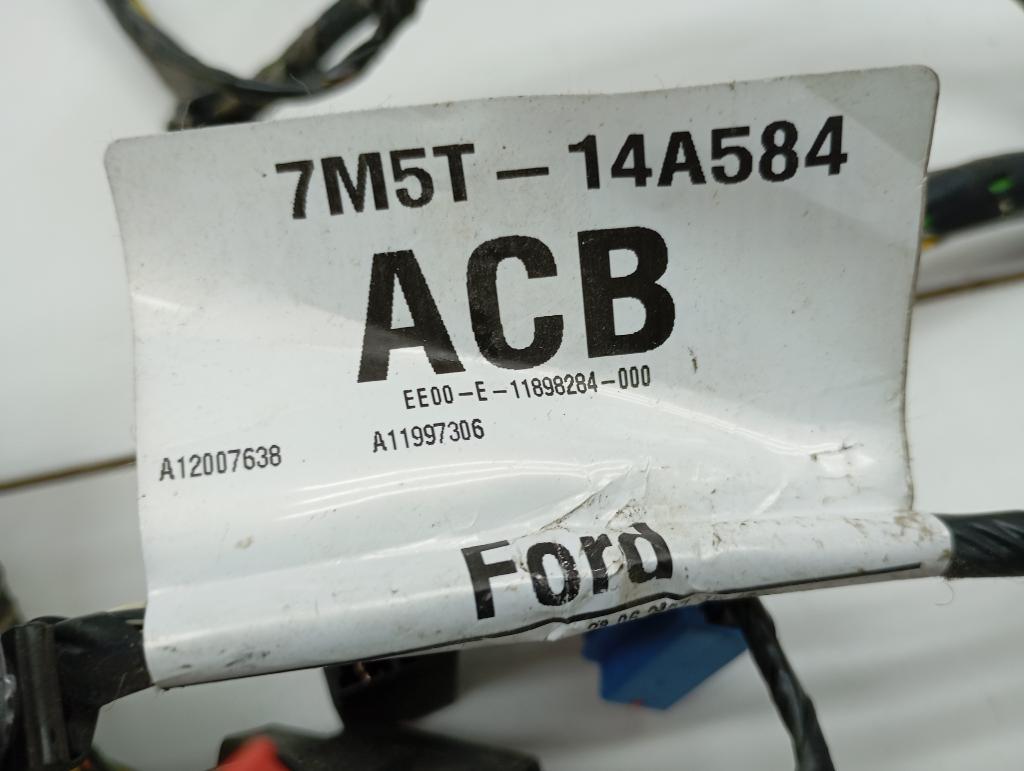 7M5T-14A584
ACB
EE00-E-11898284-000
A12007638 A11997306
Ford